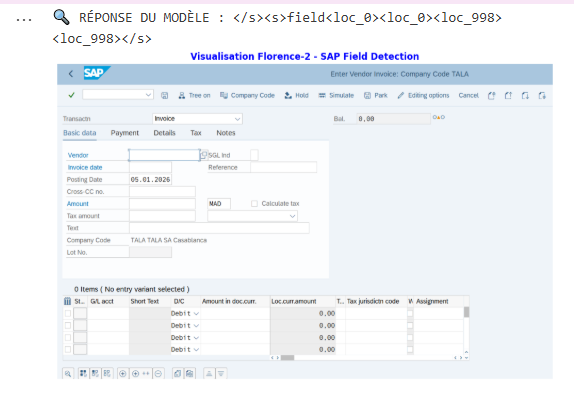 ... 🔍 RÉPONSE DU MODÈLE : </s><s>field<loc_0><loc_0><loc_998>
<loc_998></s>
Visualisation Florence-2 - SAP Field Detection
SAP Enter Vendor Invoice: Company Code TALA
Tree on Company Code Hold Simulate Park Editing options Cancel
Transactn Invoice Bal. 0,00
Basic data Payment Details Tax Notes
Vendor SGL Ind
Invoice date Reference
Posting Date 05.01.2026
Cross-CC no.
Amount MAD Calculate tax
Tax amount
Text
Company Code TALA TALA SA Casablanca
Lot No.
0 Items ( No entry variant selected )
St... G/L acct Short Text D/C Amount in doc.curr. Loc.curr.amount T... Tax jurisdictn code W Assignment
Debit 0,00
Debit 0,00
Debit 0,00
Debit 0,00